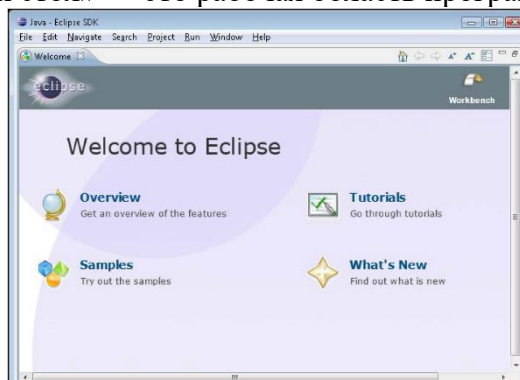 Java - Eclipse SDK
File Edit Navigate Search Project Run Window Help
Welcome
eclipse
Workbench
Welcome to Eclipse
Overview
Get an overview of the features
Tutorials
Go through tutorials
Samples
Try out the samples
What's New
Find out what is new